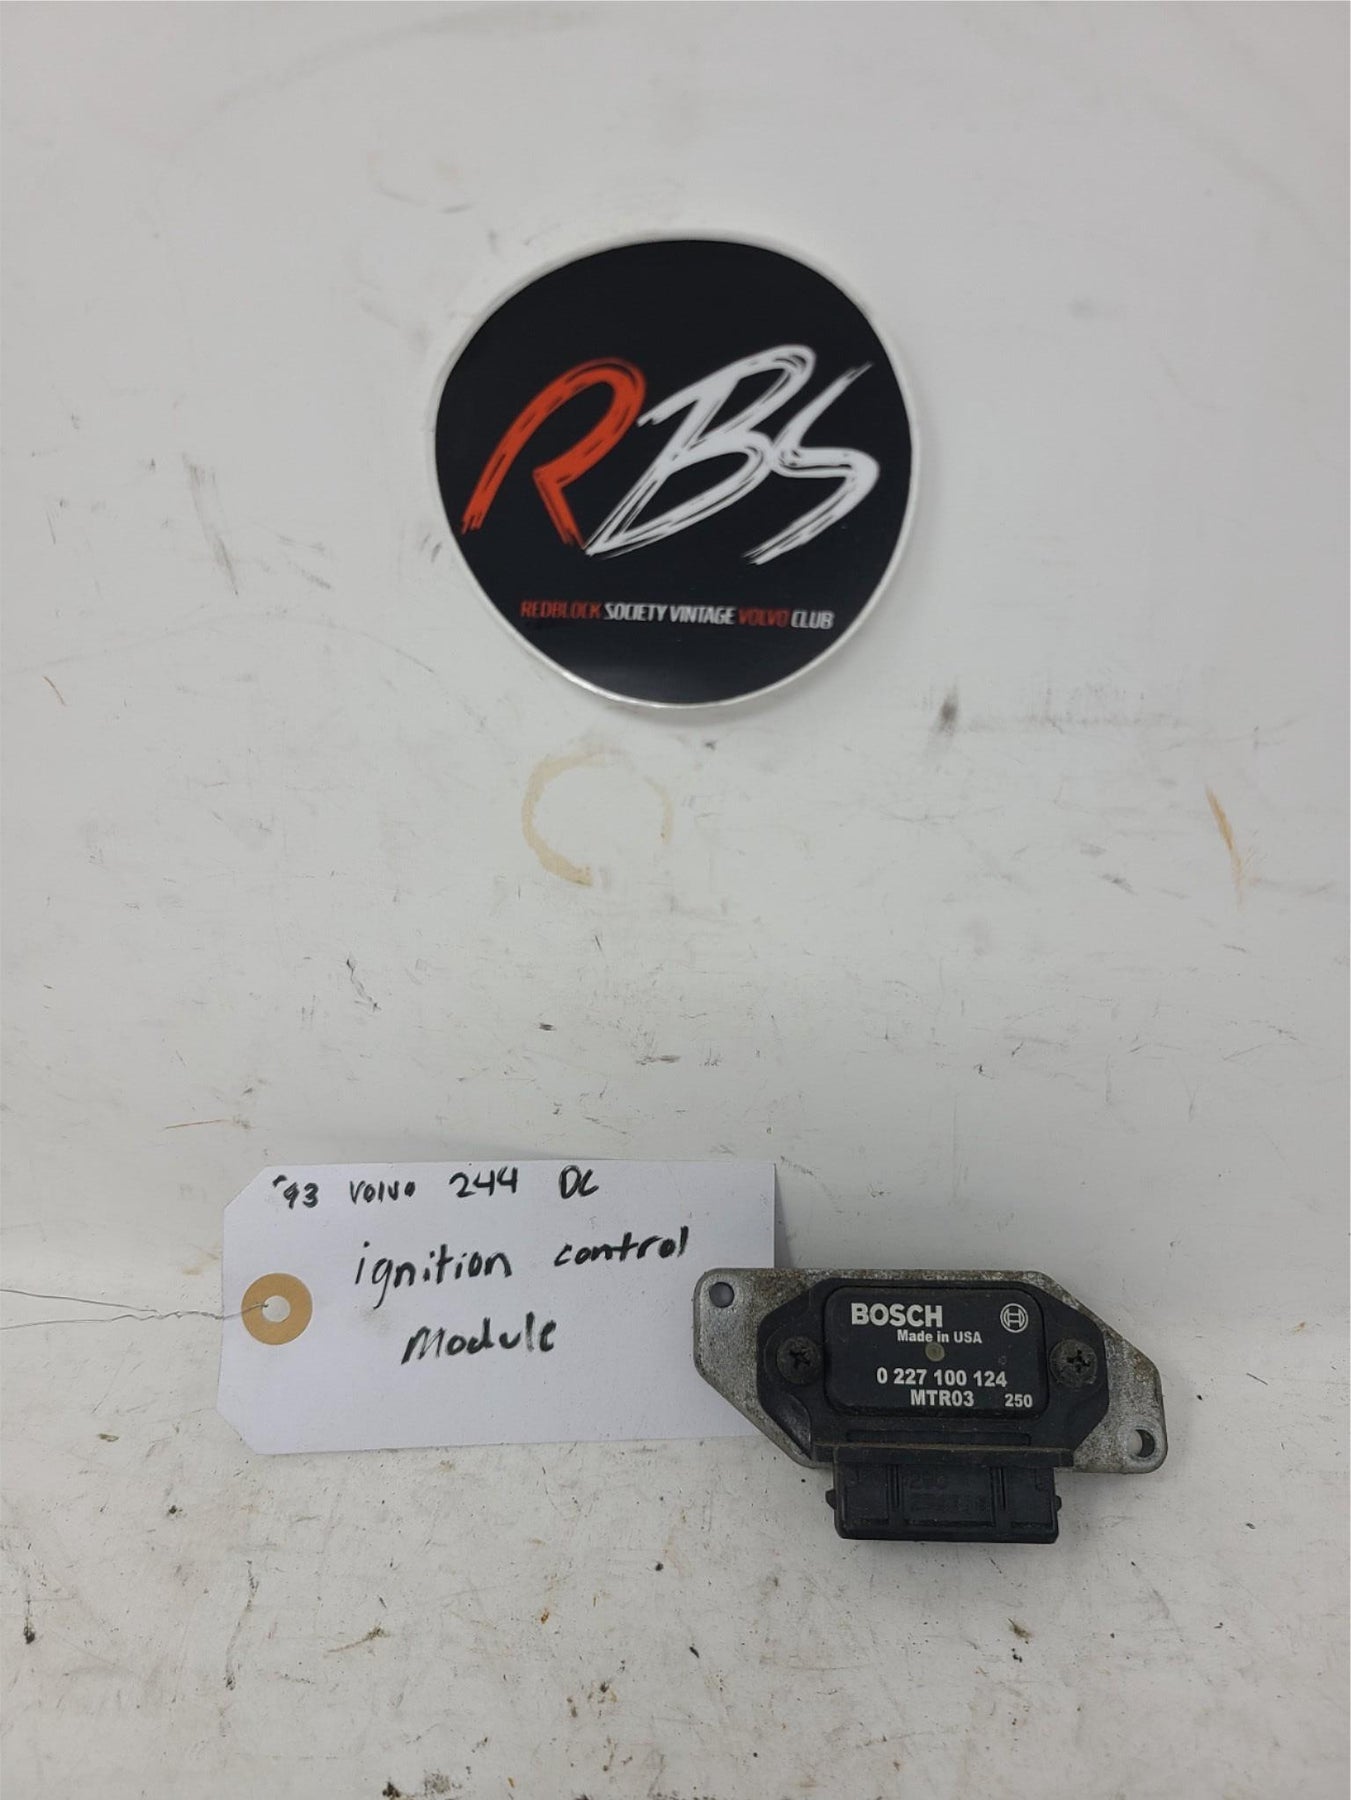 RBS
REDBLOCK SOCIETY VINTAGE VOLVO CLUB
'93 VOLVO 244 DL
ignition control
Module
BOSCH
Made in USA
0 227 100 124
MTR03 250